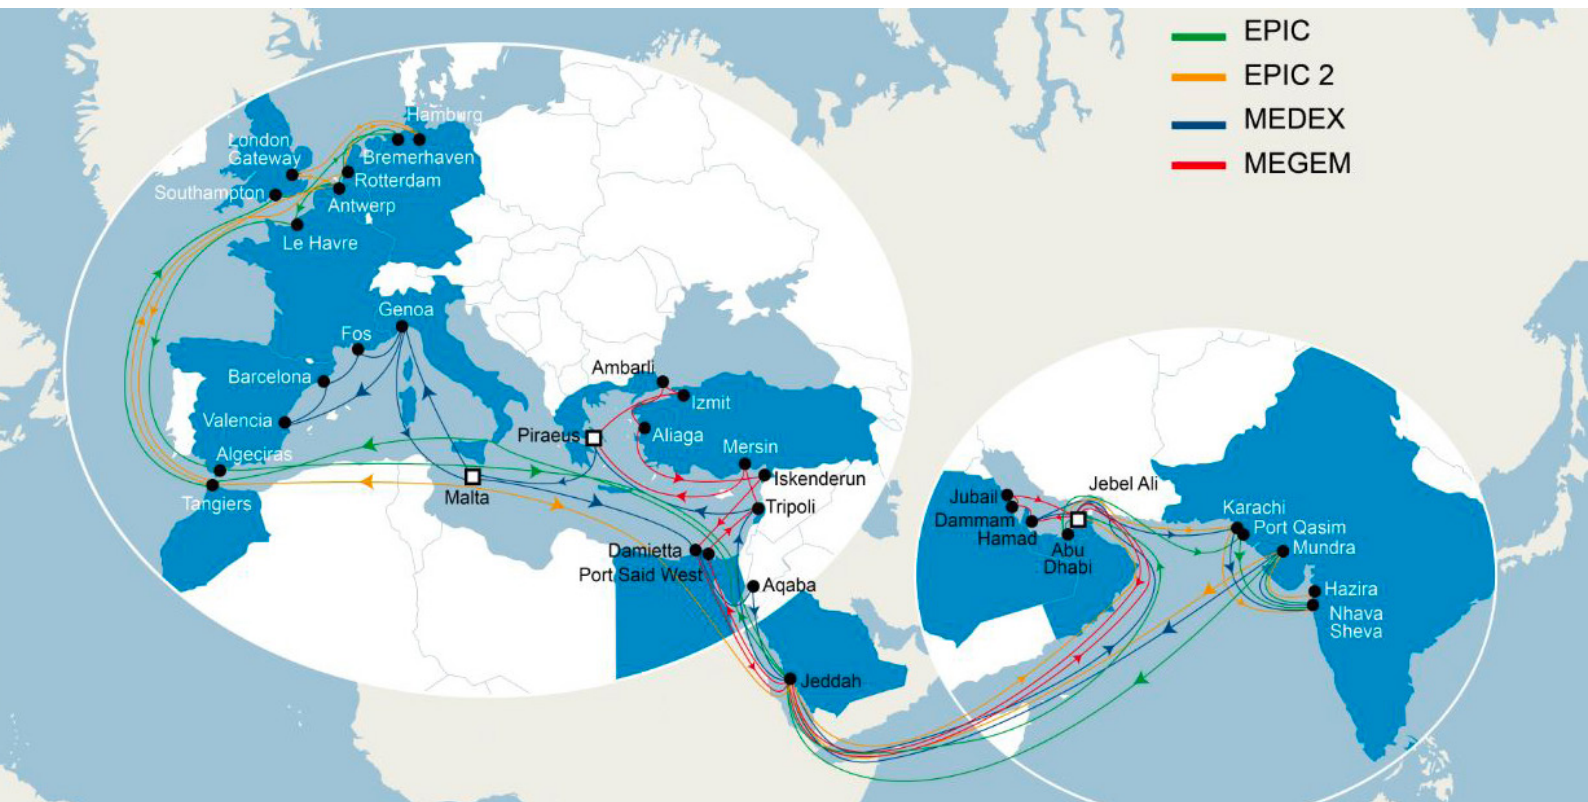 EPIC
EPIC 2
MEDEX
MEGEM
Hamburg
London
Gateway
Bremerhaven
Rotterdam
Southampton
Antwerp
Le Havre
Genoa
Fos
Barcelona
Valencia
Algeciras
Tangiers
Malta
Ambarli
Izmit
Piraeus
Aliaga
Mersin
Iskenderun
Tripoli
Damietta
Port Said West
Aqaba
Jeddah
Jebel Ali
Jubail
Dammam
Hamad
Abu
Dhabi
Karachi
Port Qasim
Mundra
Hazira
Nhava
Sheva